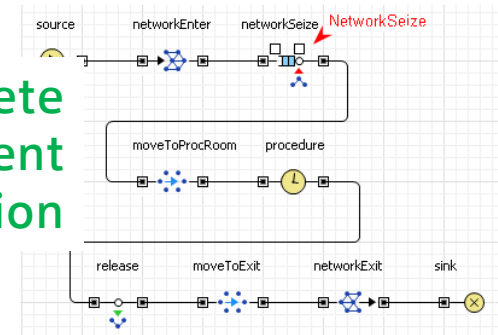 source networkEnter networkSeize NetworkSeize
ete
moveToProcRoom procedure
ent
ion
release moveToExit networkExit sink